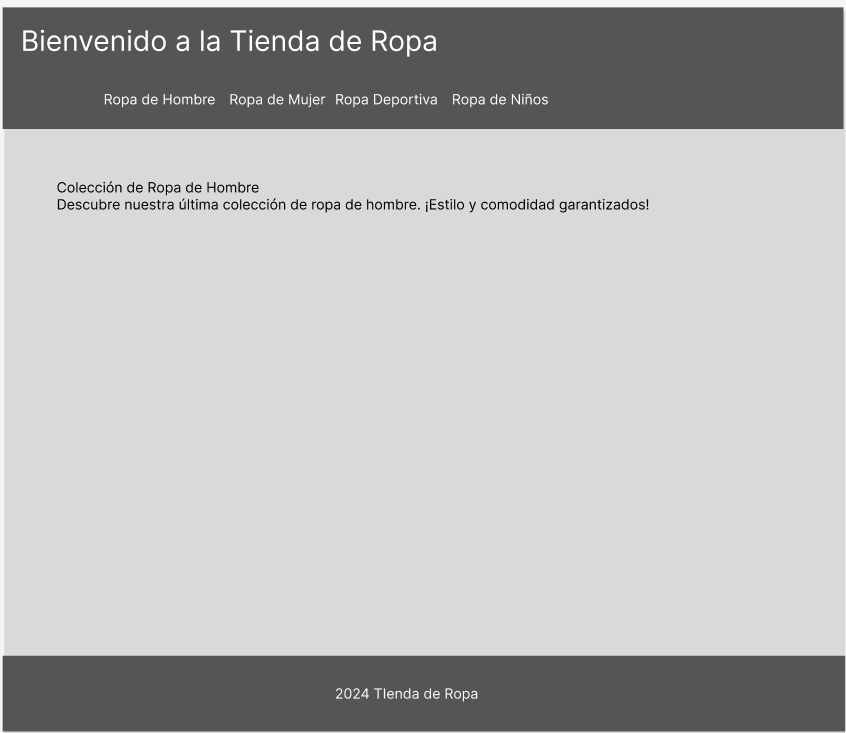 Bienvenido a la Tienda de Ropa
Ropa de Hombre Ropa de Mujer Ropa Deportiva Ropa de Niños
Colección de Ropa de Hombre
Descubre nuestra última colección de ropa de hombre. ¡Estilo y comodidad garantizados!
2024 TIenda de Ropa